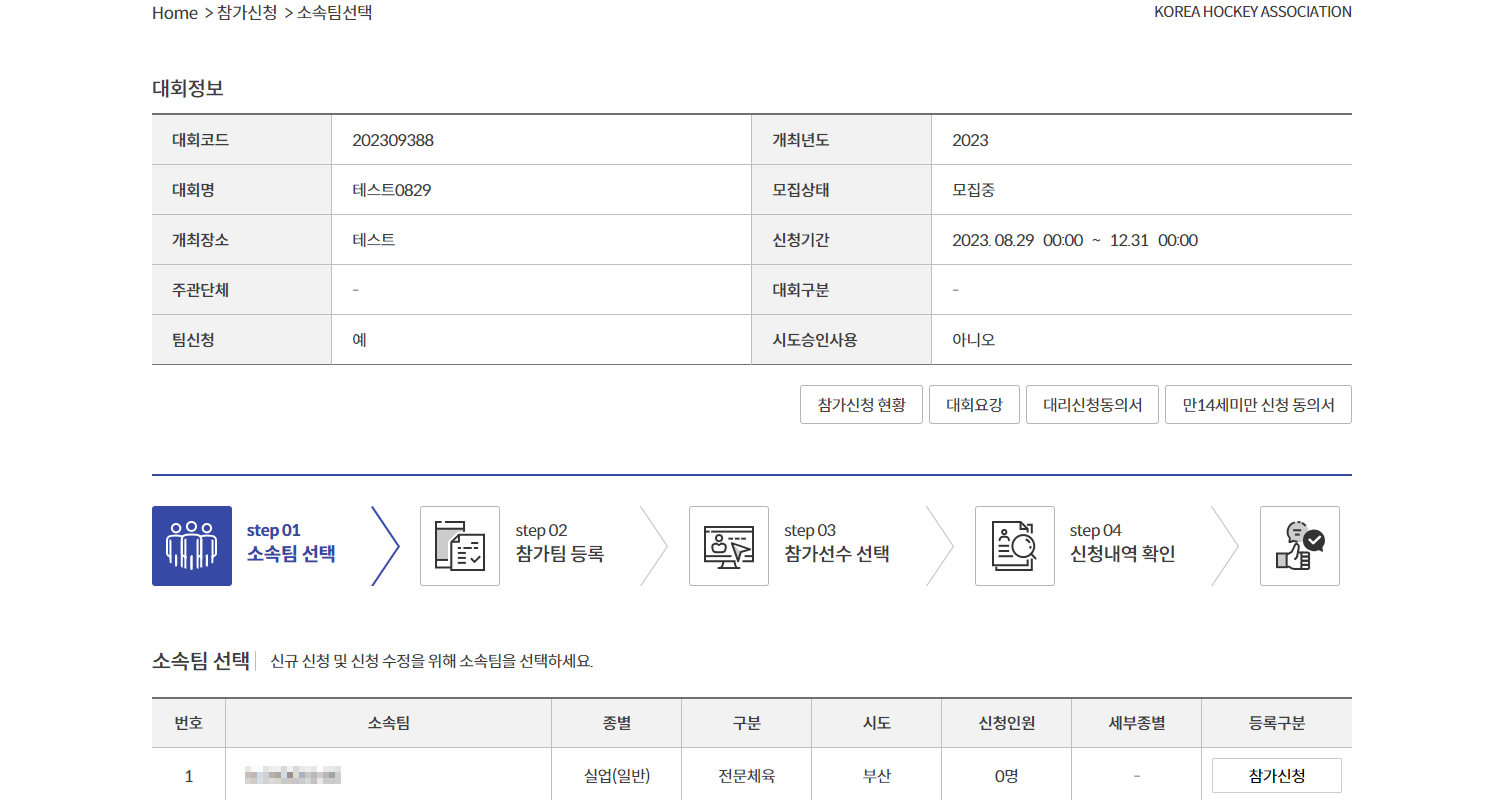 Home > 참가신청 > 소속팀선택
KOREA HOCKEY ASSOCIATION
대회정보
대회코드 202309388 개최년도 2023
대회명 테스트0829 모집상태 모집중
개최장소 테스트 신청기간 2023. 08.29 00:00 ~ 12.31 00:00
주관단체 - 대회구분 -
팀신청 예 시도승인사용 아니오
참가신청 현황 대회요강 대리신청동의서 만14세미만 신청 동의서
step 01 step 02 step 03 step 04
소속팀 선택 참가팀 등록 참가선수 선택 신청내역 확인
소속팀 선택 신규 신청 및 신청 수정을 위해 소속팀을 선택하세요.
번호 소속팀 종별 구분 시도 신청인원 세부종별 등록구분
1 실업(일반) 전문체육 부산 0명 - 참가신청